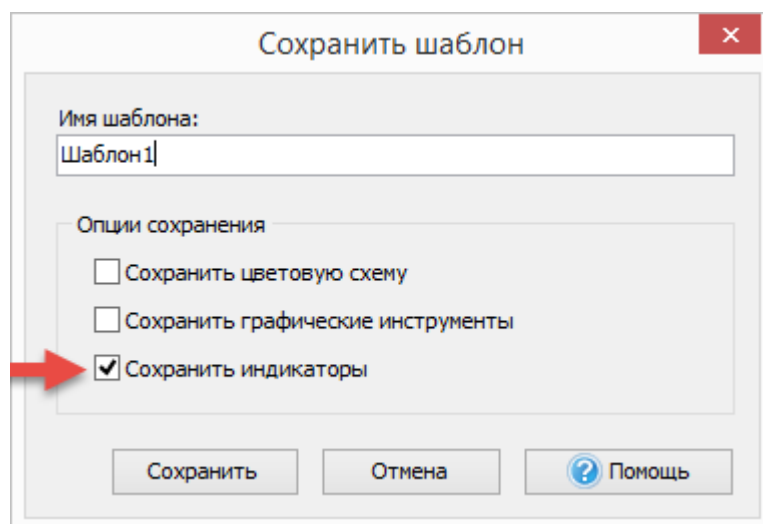 Сохранить шаблон
Имя шаблона:
Шаблон1
Опции сохранения
Сохранить цветовую схему
Сохранить графические инструменты
Сохранить индикаторы
Сохранить
Отмена
Помощь